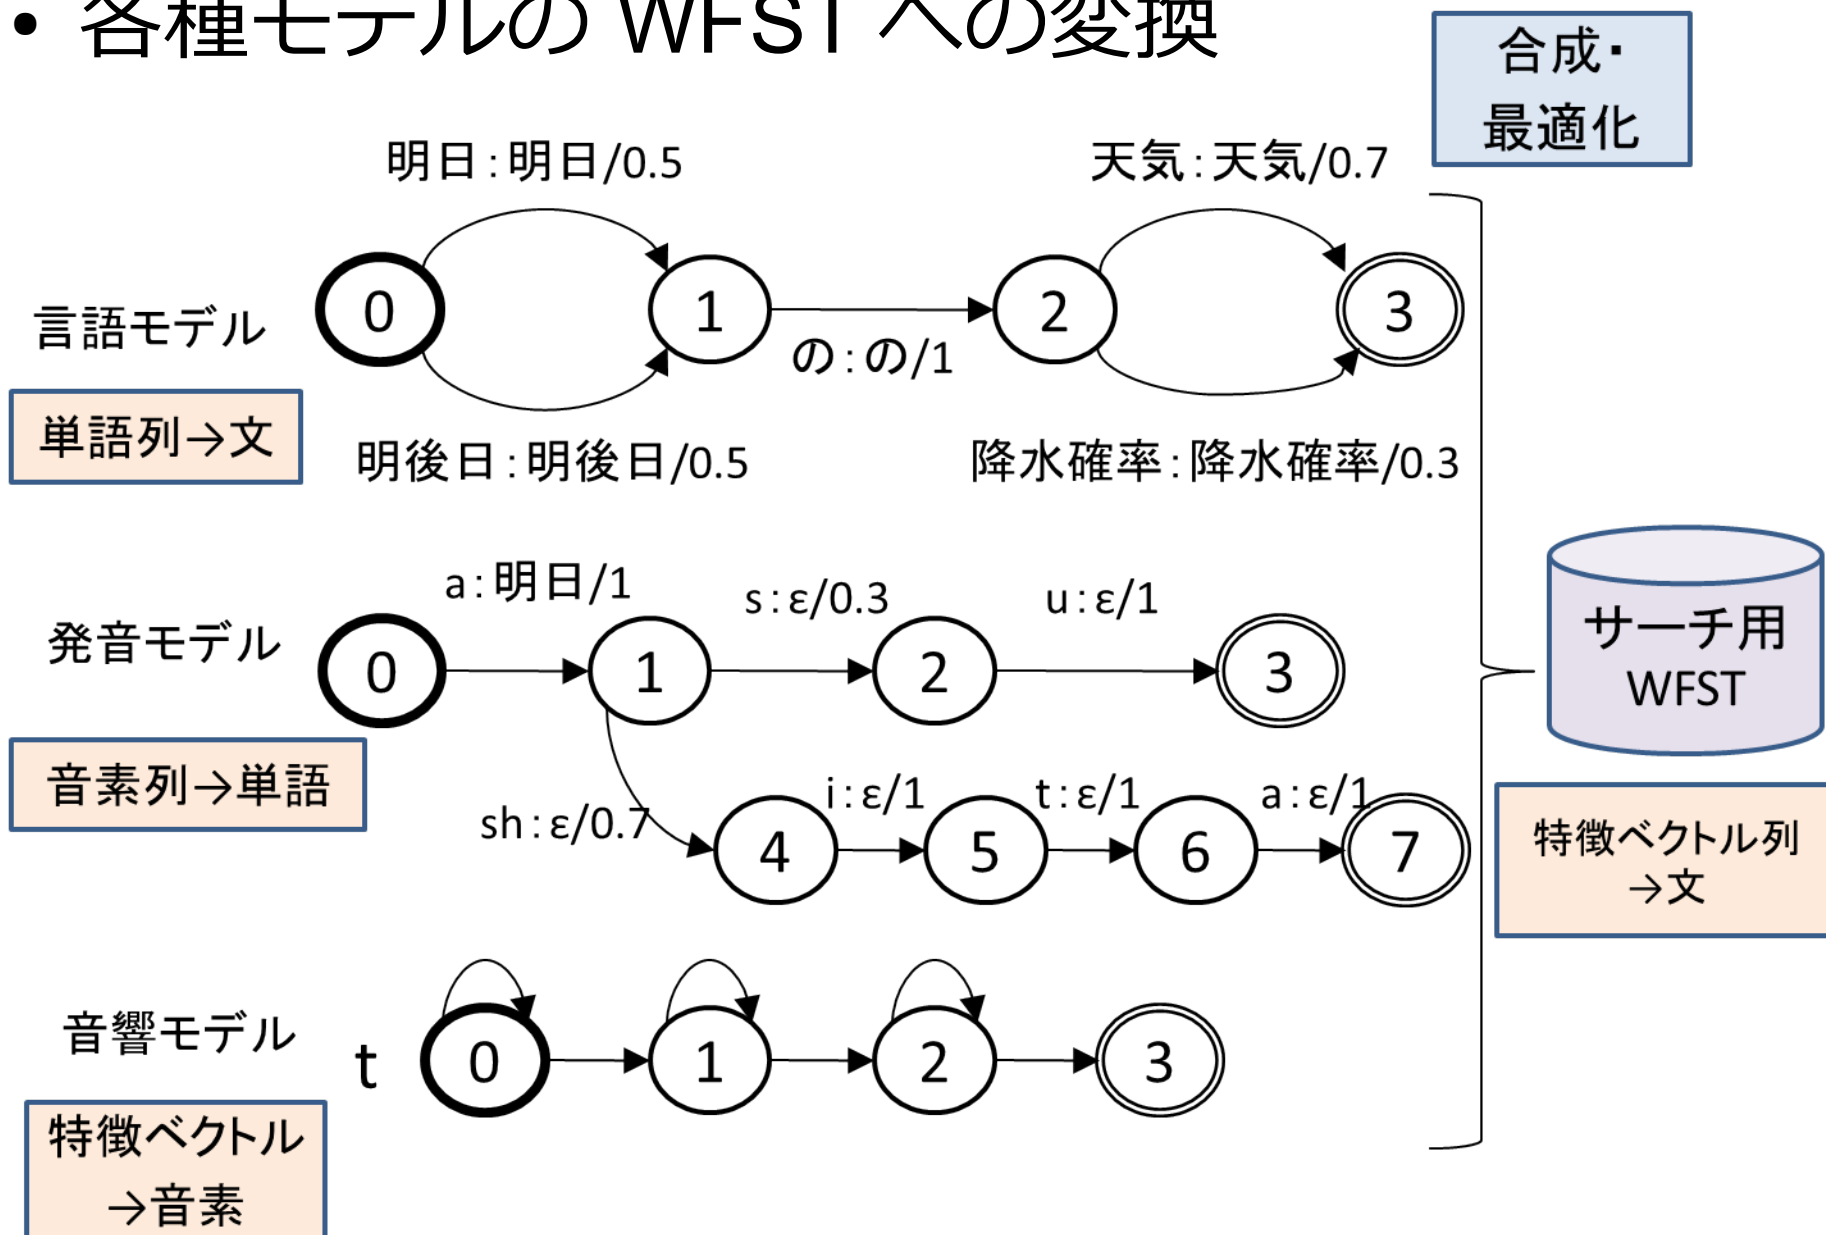 • 各種モデルの WFST への変換
合成・
最適化
明日：明日/0.5
天気：天気/0.7
言語モデル
0
1
2
3
の：の/1
単語列→文
明後日：明後日/0.5
降水確率：降水確率/0.3
発音モデル
a：明日/1
s：ε/0.3
u：ε/1
0
1
2
3
サーチ用
WFST
音素列→単語
sh：ε/0.7
i：ε/1
t：ε/1
a：ε/1
4
5
6
7
特徴ベクトル列
→文
音響モデル
t
0
1
2
3
特徴ベクトル
→音素